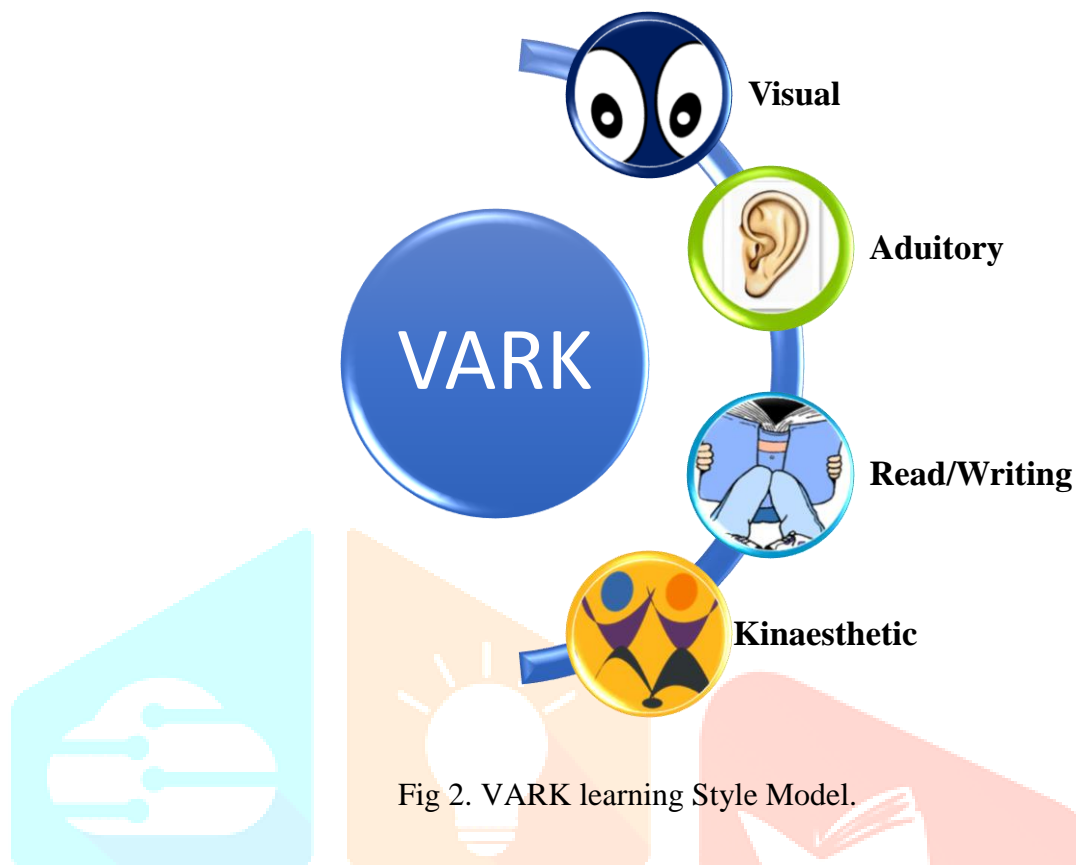 Visual
Aduitory
VARK
Read/Writing
Kinaesthetic
Fig 2. VARK learning Style Model.